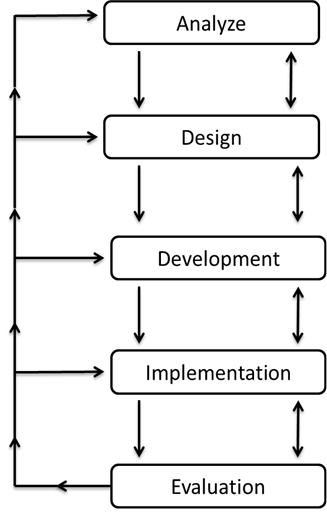 Analyze
Design
Development
Implementation
Evaluation